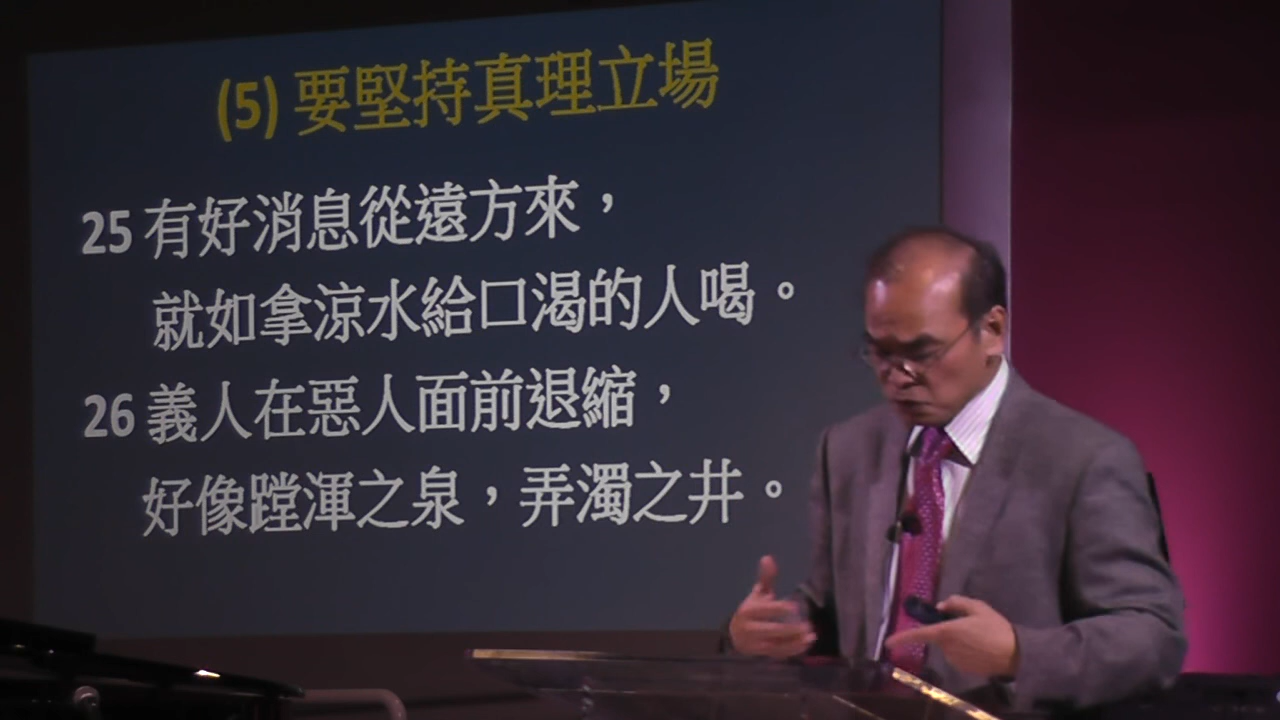 (5) 要堅持真理立場
25 有好消息從遠方來，
就如拿涼水給口渴的人喝。
26 義人在惡人面前退縮，
好像蹚渾之泉，弄濁之井。